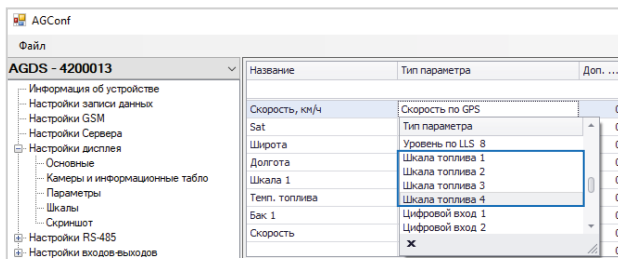 AGConf
Файл
AGDS - 4200013
Информация об устройстве
Настройки записи данных
Настройки GSM
Настройки Сервера
Настройки дисплея
Основные
Камеры и информационные табло
Параметры
Шкалы
Скриншот
Настройки RS-485
Настройки входов-выходов
Название Тип параметра Доп. ...
Скорость, км/ч Скорость по GPS
Sat
Широта
Долгота
Шкала 1
Темп. топлива
Бак 1
Скорость
Тип параметра
Уровень по LLS 8
Шкала топлива 1
Шкала топлива 2
Шкала топлива 3
Шкала топлива 4
Цифровой вход 1
Цифровой вход 2